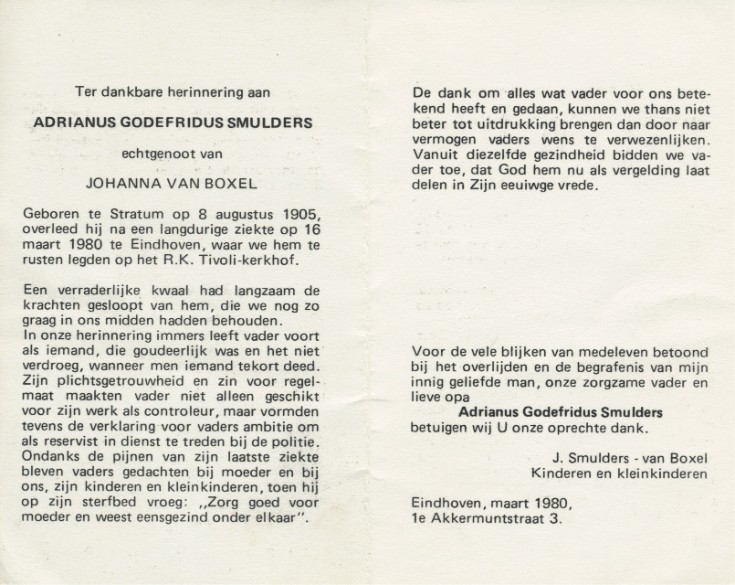 Ter dankbare herinnering aan
ADRIANUS GODEFRIDUS SMULDERS
echtgenoot van
JOHANNA VAN BOXEL
Geboren te Stratum op 8 augustus 1905,
overleed hij na een langdurige ziekte op 16
maart 1980 te Eindhoven, waar we hem te
rusten legden op het R.K. Tivoli-kerkhof.
Een verraderlijke kwaal had langzaam de
krachten gesloopt van hem, die we nog zo
graag in ons midden hadden behouden.
In onze herinnering immers leeft vader voort
als iemand, die goudeerlijk was en het niet
verdroeg, wanneer men iemand tekort deed.
Zijn plichtsgetrouwheid en zin voor regel-
maat maakten vader niet alleen geschikt
voor zijn werk als controleur, maar vormden
tevens de verklaring voor vaders ambitie om
als reservist in dienst te treden bij de politie.
Ondanks de pijnen van zijn laatste ziekte
bleven vaders gedachten bij moeder en bij
ons, zijn kinderen en kleinkinderen, toen hij
op zijn sterfbed vroeg: „Zorg goed voor
moeder en weest eensgezind onder elkaar”.
De dank om alles wat vader voor ons bete-
kend heeft en gedaan, kunnen we thans niet
beter tot uitdrukking brengen dan door naar
vermogen vaders wens te verwezenlijken.
Vanuit diezelfde gezindheid bidden we va-
der toe, dat God hem nu als vergelding laat
delen in Zijn eeuwige vrede.
Voor de vele blijken van medeleven betoond
bij het overlijden en de begrafenis van mijn
innig geliefde man, onze zorgzame vader en
lieve opa
Adrianus Godefridus Smulders
betuigen wij U onze oprechte dank.
J. Smulders - van Boxel
Kinderen en kleinkinderen
Eindhoven, maart 1980,
1e Akkermuntstraat 3.